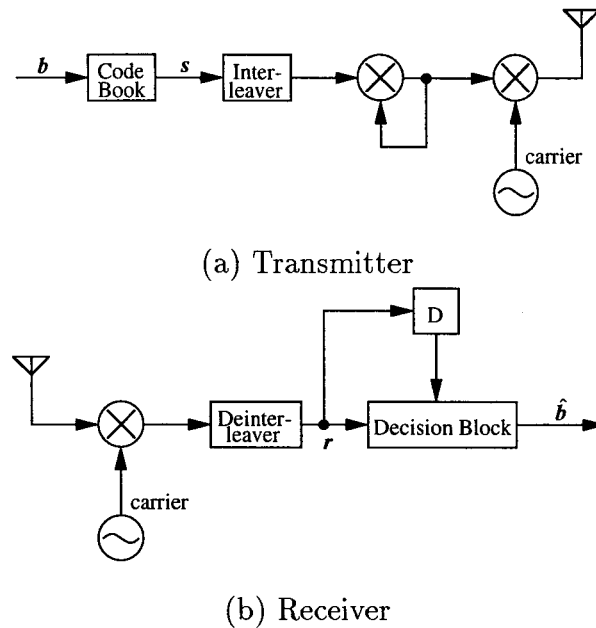 b
Code
Book
s
Inter-
leaver
carrier
(a) Transmitter
D
Deinter-
leaver
r
Decision Block
b̂
carrier
(b) Receiver